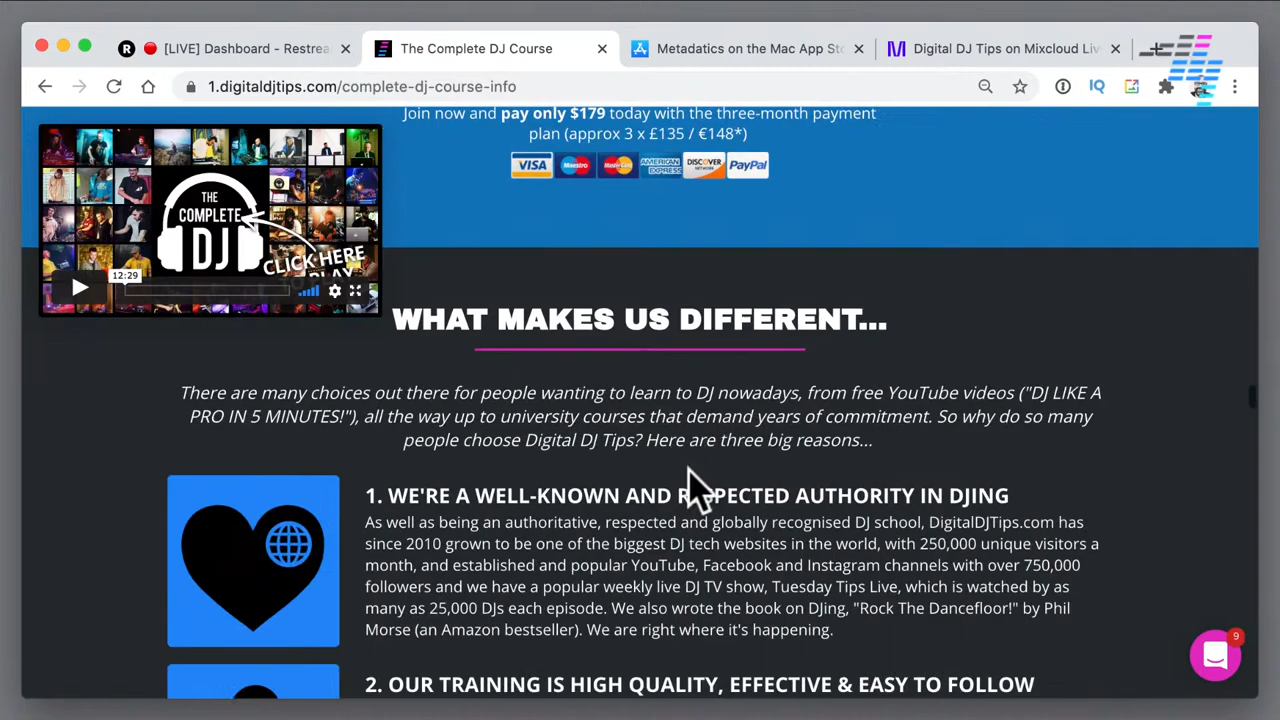 [LIVE] Dashboard - Restrea
The Complete DJ Course
Metadatics on the Mac App Sto
Digital DJ Tips on Mixcloud Live
1.digitaldjtips.com/complete-dj-course-info
Join now and pay only $179 today with the three-month payment
plan (approx 3 x £135 / €148*)
VISA Maestro MasterCard AMERICAN EXPRESS DISCOVER PayPal
THE
COMPLETE
DJ
CLICK HERE
TO PLAY
12:29
WHAT MAKES US DIFFERENT...
There are many choices out there for people wanting to learn to DJ nowadays, from free YouTube videos ("DJ LIKE A
PRO IN 5 MINUTES!"), all the way up to university courses that demand years of commitment. So why do so many
people choose Digital DJ Tips? Here are three big reasons...
1. WE'RE A WELL-KNOWN AND RESPECTED AUTHORITY IN DJING
As well as being an authoritative, respected and globally recognised DJ school, DigitalDJTips.com has
since 2010 grown to be one of the biggest DJ tech websites in the world, with 250,000 unique visitors a
month, and established and popular YouTube, Facebook and Instagram channels with over 750,000
followers and we have a popular weekly live DJ TV show, Tuesday Tips Live, which is watched by as
many as 25,000 DJs each episode. We also wrote the book on DJing, "Rock The Dancefloor!" by Phil
Morse (an Amazon bestseller). We are right where it's happening.
9
2. OUR TRAINING IS HIGH QUALITY, EFFECTIVE & EASY TO FOLLOW